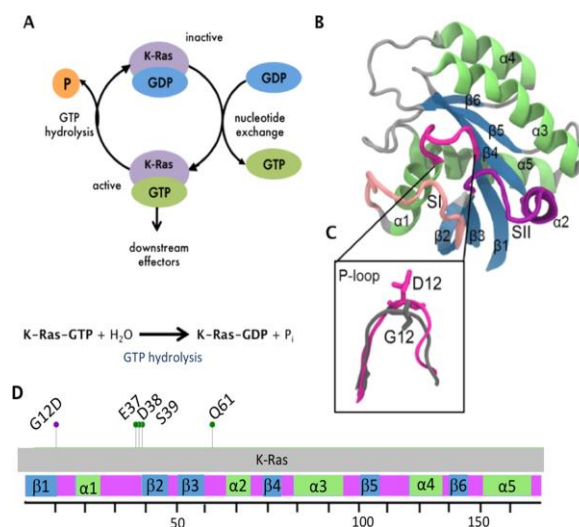 A
inactive
K-Ras
GDP
P
GDP
GTP
hydrolysis
nucleotide
exchange
K-Ras
GTP
active
GTP
downstream
effectors
K-Ras-GTP + H2O K-Ras-GDP + Pi
GTP hydrolysis
B
α4
β6
β5
α3
β4
α5
SI
SII
α1
α2
β2
β3
β1
C
P-loop
D12
G12
D
G12D
E37
D38
S39
Q61
K-Ras
β1 α1 β2 β3 α2 β4 α3 β5 α4 β6 α5
50 100 150